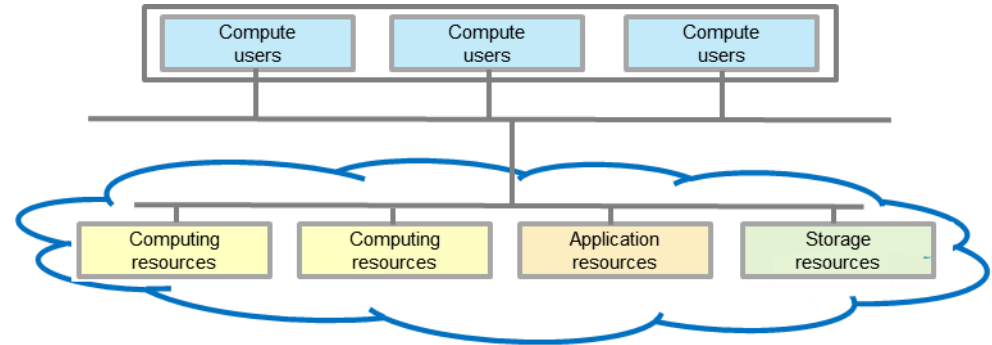 Compute
users
Compute
users
Compute
users
Computing
resources
Computing
resources
Application
resources
Storage
resources